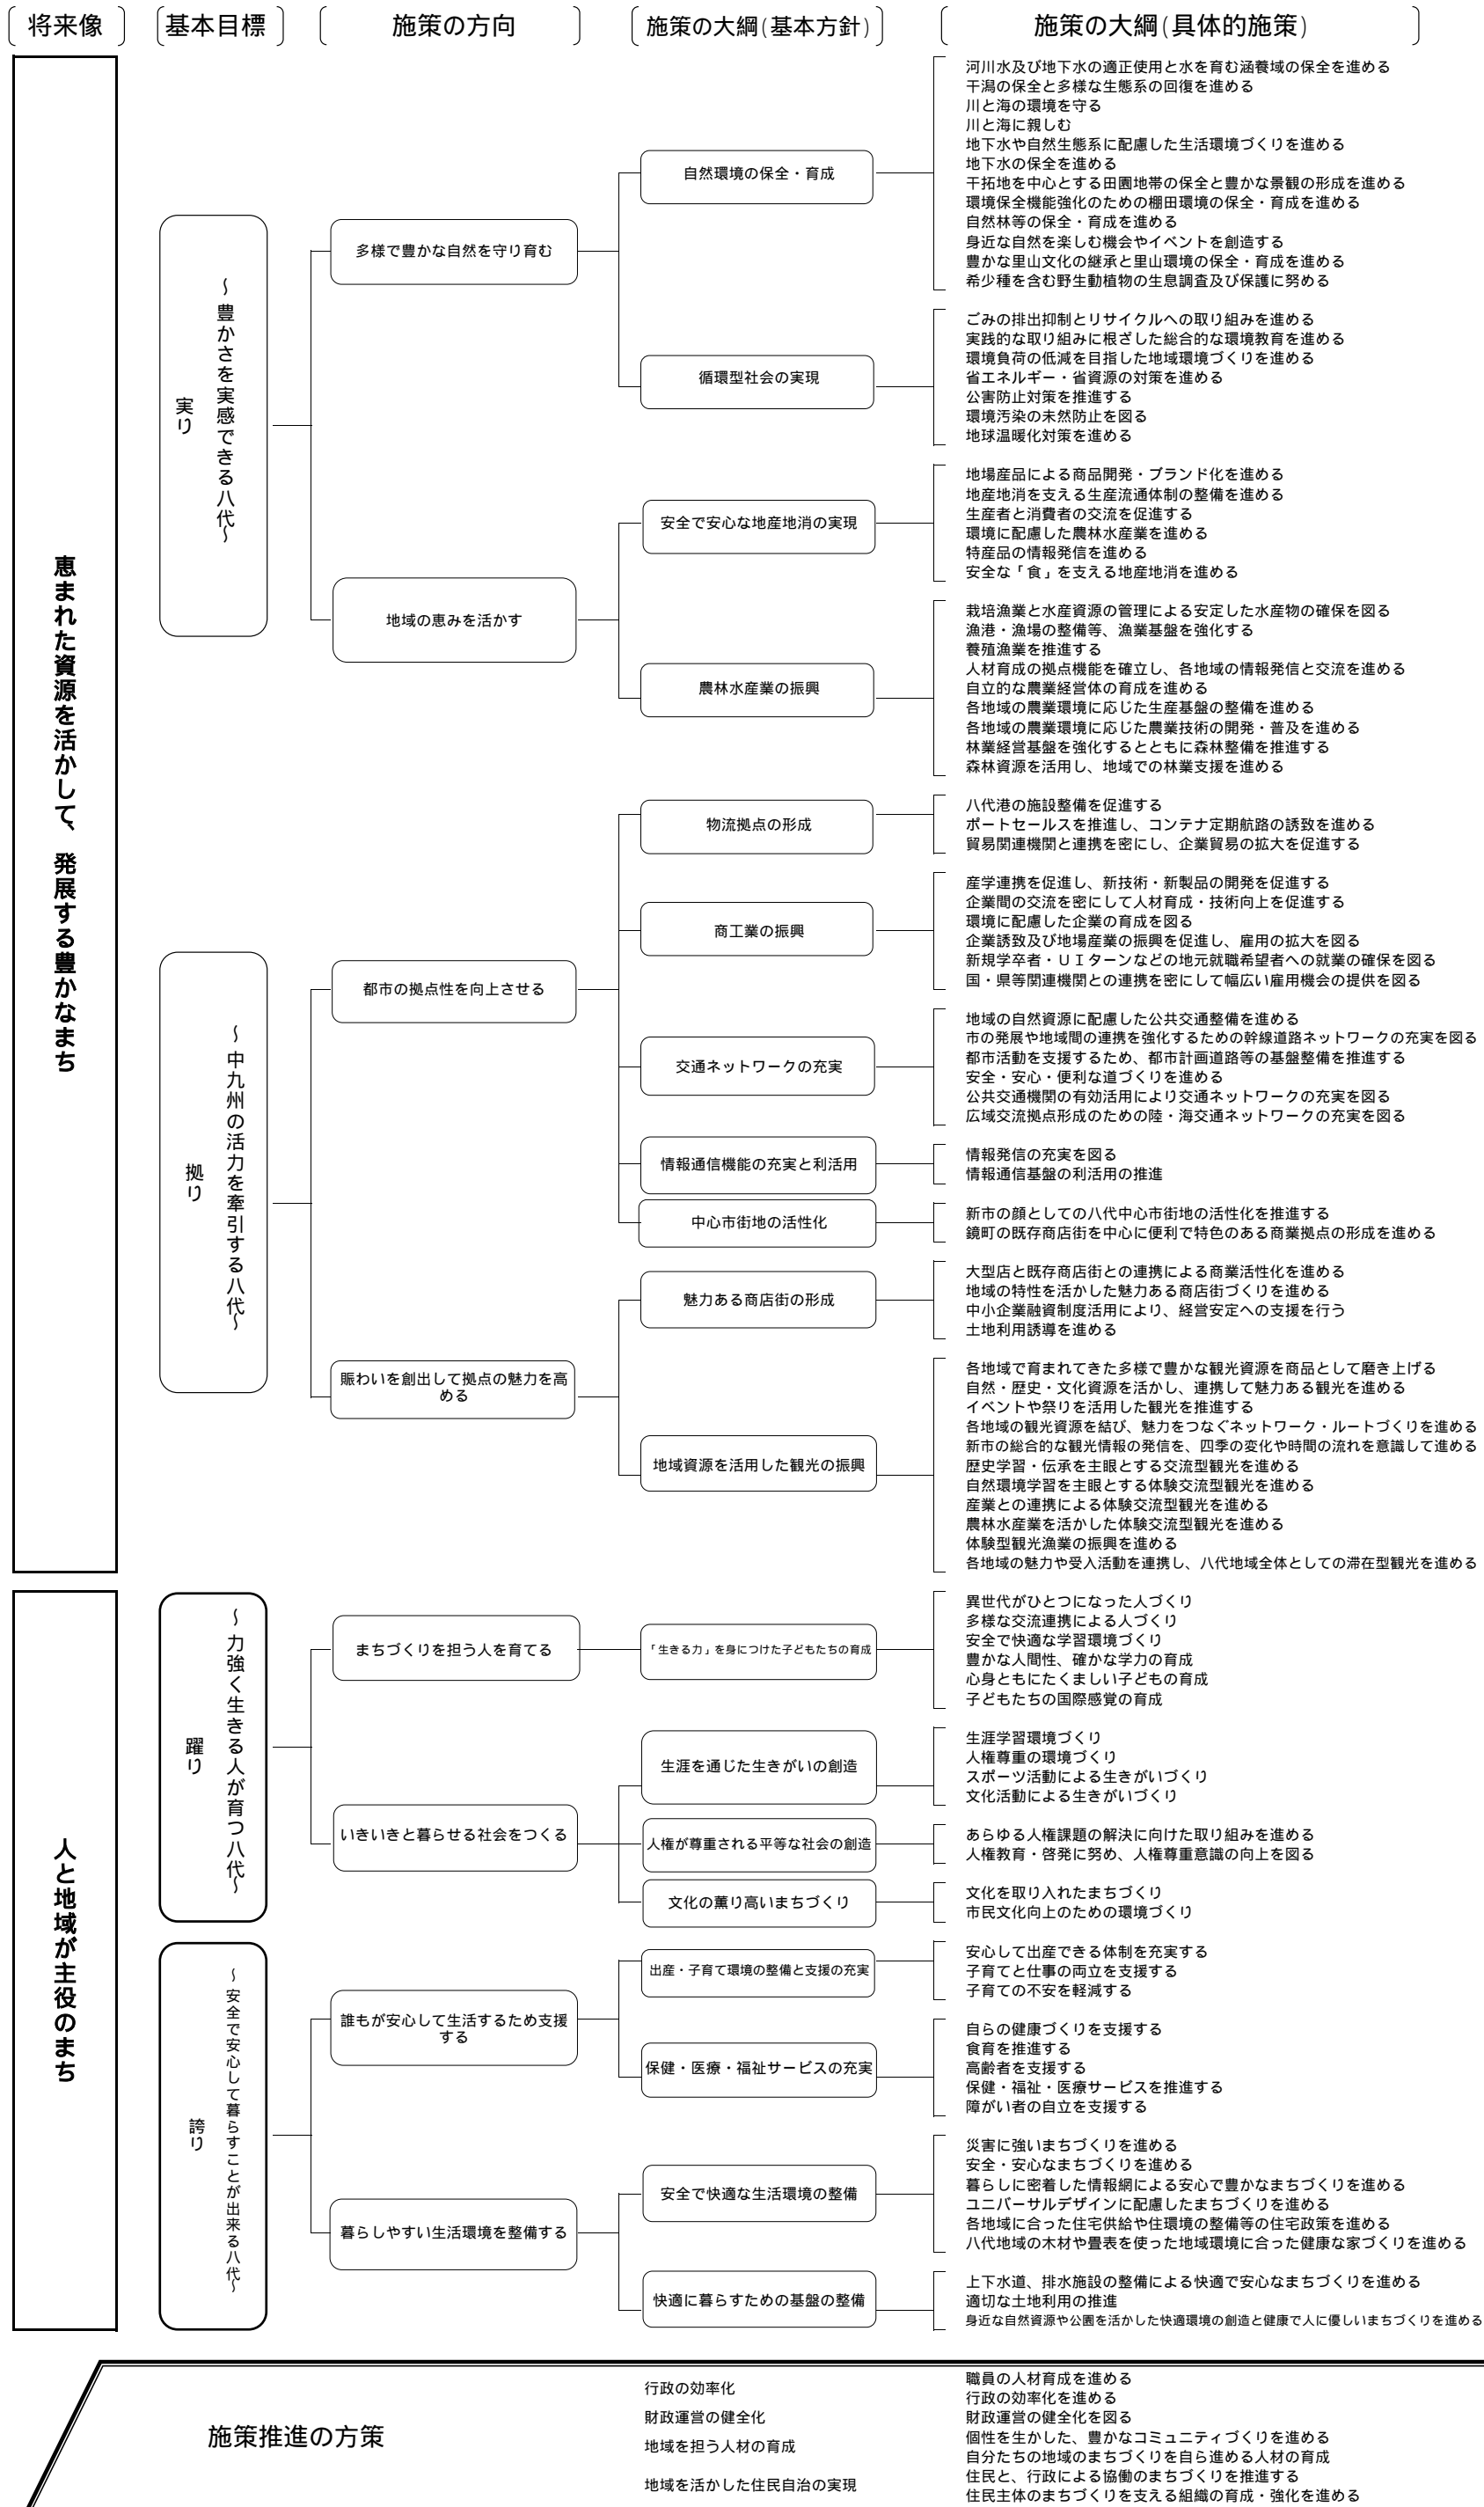 将来像
基本目標
施策の方向
施策の大綱(基本方針)
施策の大綱(具体的施策)
恵まれた資源を活かして、発展する豊かなまち
実り
～豊かさを実感できる八代～
多様で豊かな自然を守り育む
自然環境の保全・育成
河川水及び地下水の適正使用と水を育む涵養域の保全を進める
干潟の保全と多様な生態系の回復を進める
川と海の環境を守る
川と海に親しむ
地下水や自然生態系に配慮した生活環境づくりを進める
地下水の保全を進める
干拓地を中心とする田園地帯の保全と豊かな景観の形成を進める
環境保全機能強化のための棚田環境の保全・育成を進める
自然林等の保全・育成を進める
身近な自然を楽しむ機会やイベントを創造する
豊かな里山文化の継承と里山環境の保全・育成を進める
希少種を含む野生動植物の生息調査及び保護に努める
循環型社会の実現
ごみの排出抑制とリサイクルへの取り組みを進める
実践的な取り組みに根ざした総合的な環境教育を進める
環境負荷の低減を目指した地域環境づくりを進める
省エネルギー・省資源の対策を進める
公害防止対策を推進する
環境汚染の未然防止を図る
地球温暖化対策を進める
地域の恵みを活かす
安全で安心な地産地消の実現
地場産品による商品開発・ブランド化を進める
地産地消を支える生産流通体制の整備を進める
生産者と消費者の交流を促進する
環境に配慮した農林水産業を進める
特産品の情報発信を進める
安全な「食」を支える地産地消を進める
農林水産業の振興
栽培漁業と水産資源の管理による安定した水産物の確保を図る
漁港・漁場の整備等、漁業基盤を強化する
養殖漁業を推進する
人材育成の拠点機能を確立し、各地域の情報発信と交流を進める
自立的な農業経営体の育成を進める
各地域の農業環境に応じた生産基盤の整備を進める
各地域の農業環境に応じた農業技術の開発・普及を進める
林業経営基盤を強化するとともに森林整備を推進する
森林資源を活用し、地域での林業支援を進める
拠り
～中九州の活力を牽引する八代～
都市の拠点性を向上させる
物流拠点の形成
八代港の施設整備を促進する
ポートセールスを推進し、コンテナ定期航路の誘致を進める
貿易関連機関と連携を密にし、企業貿易の拡大を促進する
商工業の振興
産学連携を促進し、新技術・新製品の開発を促進する
企業間の交流を密にして人材育成・技術向上を促進する
環境に配慮した企業の育成を図る
企業誘致及び地場産業の振興を促進し、雇用の拡大を図る
新規学卒者・UIターンなどの地元就職希望者への就業の確保を図る
国・県等関連機関との連携を密にして幅広い雇用機会の提供を図る
交通ネットワークの充実
地域の自然資源に配慮した公共交通整備を進める
市の発展や地域間の連携を強化するための幹線道路ネットワークの充実を図る
都市活動を支援するため、都市計画道路等の基盤整備を推進する
安全・安心・便利な道づくりを進める
公共交通機関の有効活用により交通ネットワークの充実を図る
広域交流拠点形成のための陸・海交通ネットワークの充実を図る
情報通信機能の充実と利活用
情報発信の充実を図る
情報通信基盤の利活用の推進
中心市街地の活性化
新市の顔としての八代中心市街地の活性化を推進する
鏡町の既存商店街を中心に便利で特色のある商業拠点の形成を進める
賑わいを創出して拠点の魅力を高
める
魅力ある商店街の形成
大型店と既存商店街との連携による商業活性化を進める
地域の特性を活かした魅力ある商店街づくりを進める
中小企業融資制度活用により、経営安定への支援を行う
土地利用誘導を進める
地域資源を活用した観光の振興
各地域で育まれてきた多様で豊かな観光資源を商品として磨き上げる
自然・歴史・文化資源を活かし、連携して魅力ある観光を進める
イベントや祭りを活用した観光を推進する
各地域の観光資源を結び、魅力をつなぐネットワーク・ルートづくりを進める
新市の総合的な観光情報の発信を、四季の変化や時間の流れを意識して進める
歴史学習・伝承を主眼とする交流型観光を進める
自然環境学習を主眼とする体験交流型観光を進める
産業との連携による体験交流型観光を進める
農林水産業を活かした体験交流型観光を進める
体験型観光漁業の振興を進める
各地域の魅力や受入活動を連携し、八代地域全体としての滞在型観光を進める
人と地域が主役のまち
躍り
～力強く生きる人が育つ八代～
まちづくりを担う人を育てる
「生きる力」を身につけた子どもたちの育成
異世代がひとつになった人づくり
多様な交流連携による人づくり
安全で快適な学習環境づくり
豊かな人間性、確かな学力の育成
心身ともにたくましい子どもの育成
子どもたちの国際感覚の育成
いきいきと暮らせる社会をつくる
生涯を通じた生きがいの創造
生涯学習環境づくり
人権尊重の環境づくり
スポーツ活動による生きがいづくり
文化活動による生きがいづくり
人権が尊重される平等な社会の創造
あらゆる人権課題の解決に向けた取り組みを進める
人権教育・啓発に努め、人権尊重意識の向上を図る
文化の薫り高いまちづくり
文化を取り入れたまちづくり
市民文化向上のための環境づくり
誇り
～安全で安心して暮らすことが出来る八代～
誰もが安心して生活するため支援
する
出産・子育て環境の整備と支援の充実
安心して出産できる体制を充実する
子育てと仕事の両立を支援する
子育ての不安を軽減する
保健・医療・福祉サービスの充実
自らの健康づくりを支援する
食育を推進する
高齢者を支援する
保健・福祉・医療サービスを推進する
障がい者の自立を支援する
暮らしやすい生活環境を整備する
安全で快適な生活環境の整備
災害に強いまちづくりを進める
安全・安心なまちづくりを進める
暮らしに密着した情報網による安心で豊かなまちづくりを進める
ユニバーサルデザインに配慮したまちづくりを進める
各地域に合った住宅供給や住環境の整備等の住宅政策を進める
八代地域の木材や畳表を使った地域環境に合った健康な家づくりを進める
快適に暮らすための基盤の整備
上下水道、排水施設の整備による快適で安心なまちづくりを進める
適切な土地利用の推進
身近な自然資源や公園を活かした快適環境の創造と健康で人に優しいまちづくりを進める
施策推進の方策
行政の効率化
財政運営の健全化
地域を担う人材の育成
地域を活かした住民自治の実現
職員の人材育成を進める
行政の効率化を進める
財政運営の健全化を図る
個性を生かした、豊かなコミュニティづくりを進める
自分たちの地域のまちづくりを自ら進める人材の育成
住民と、行政による協働のまちづくりを推進する
住民主体のまちづくりを支える組織の育成・強化を進める